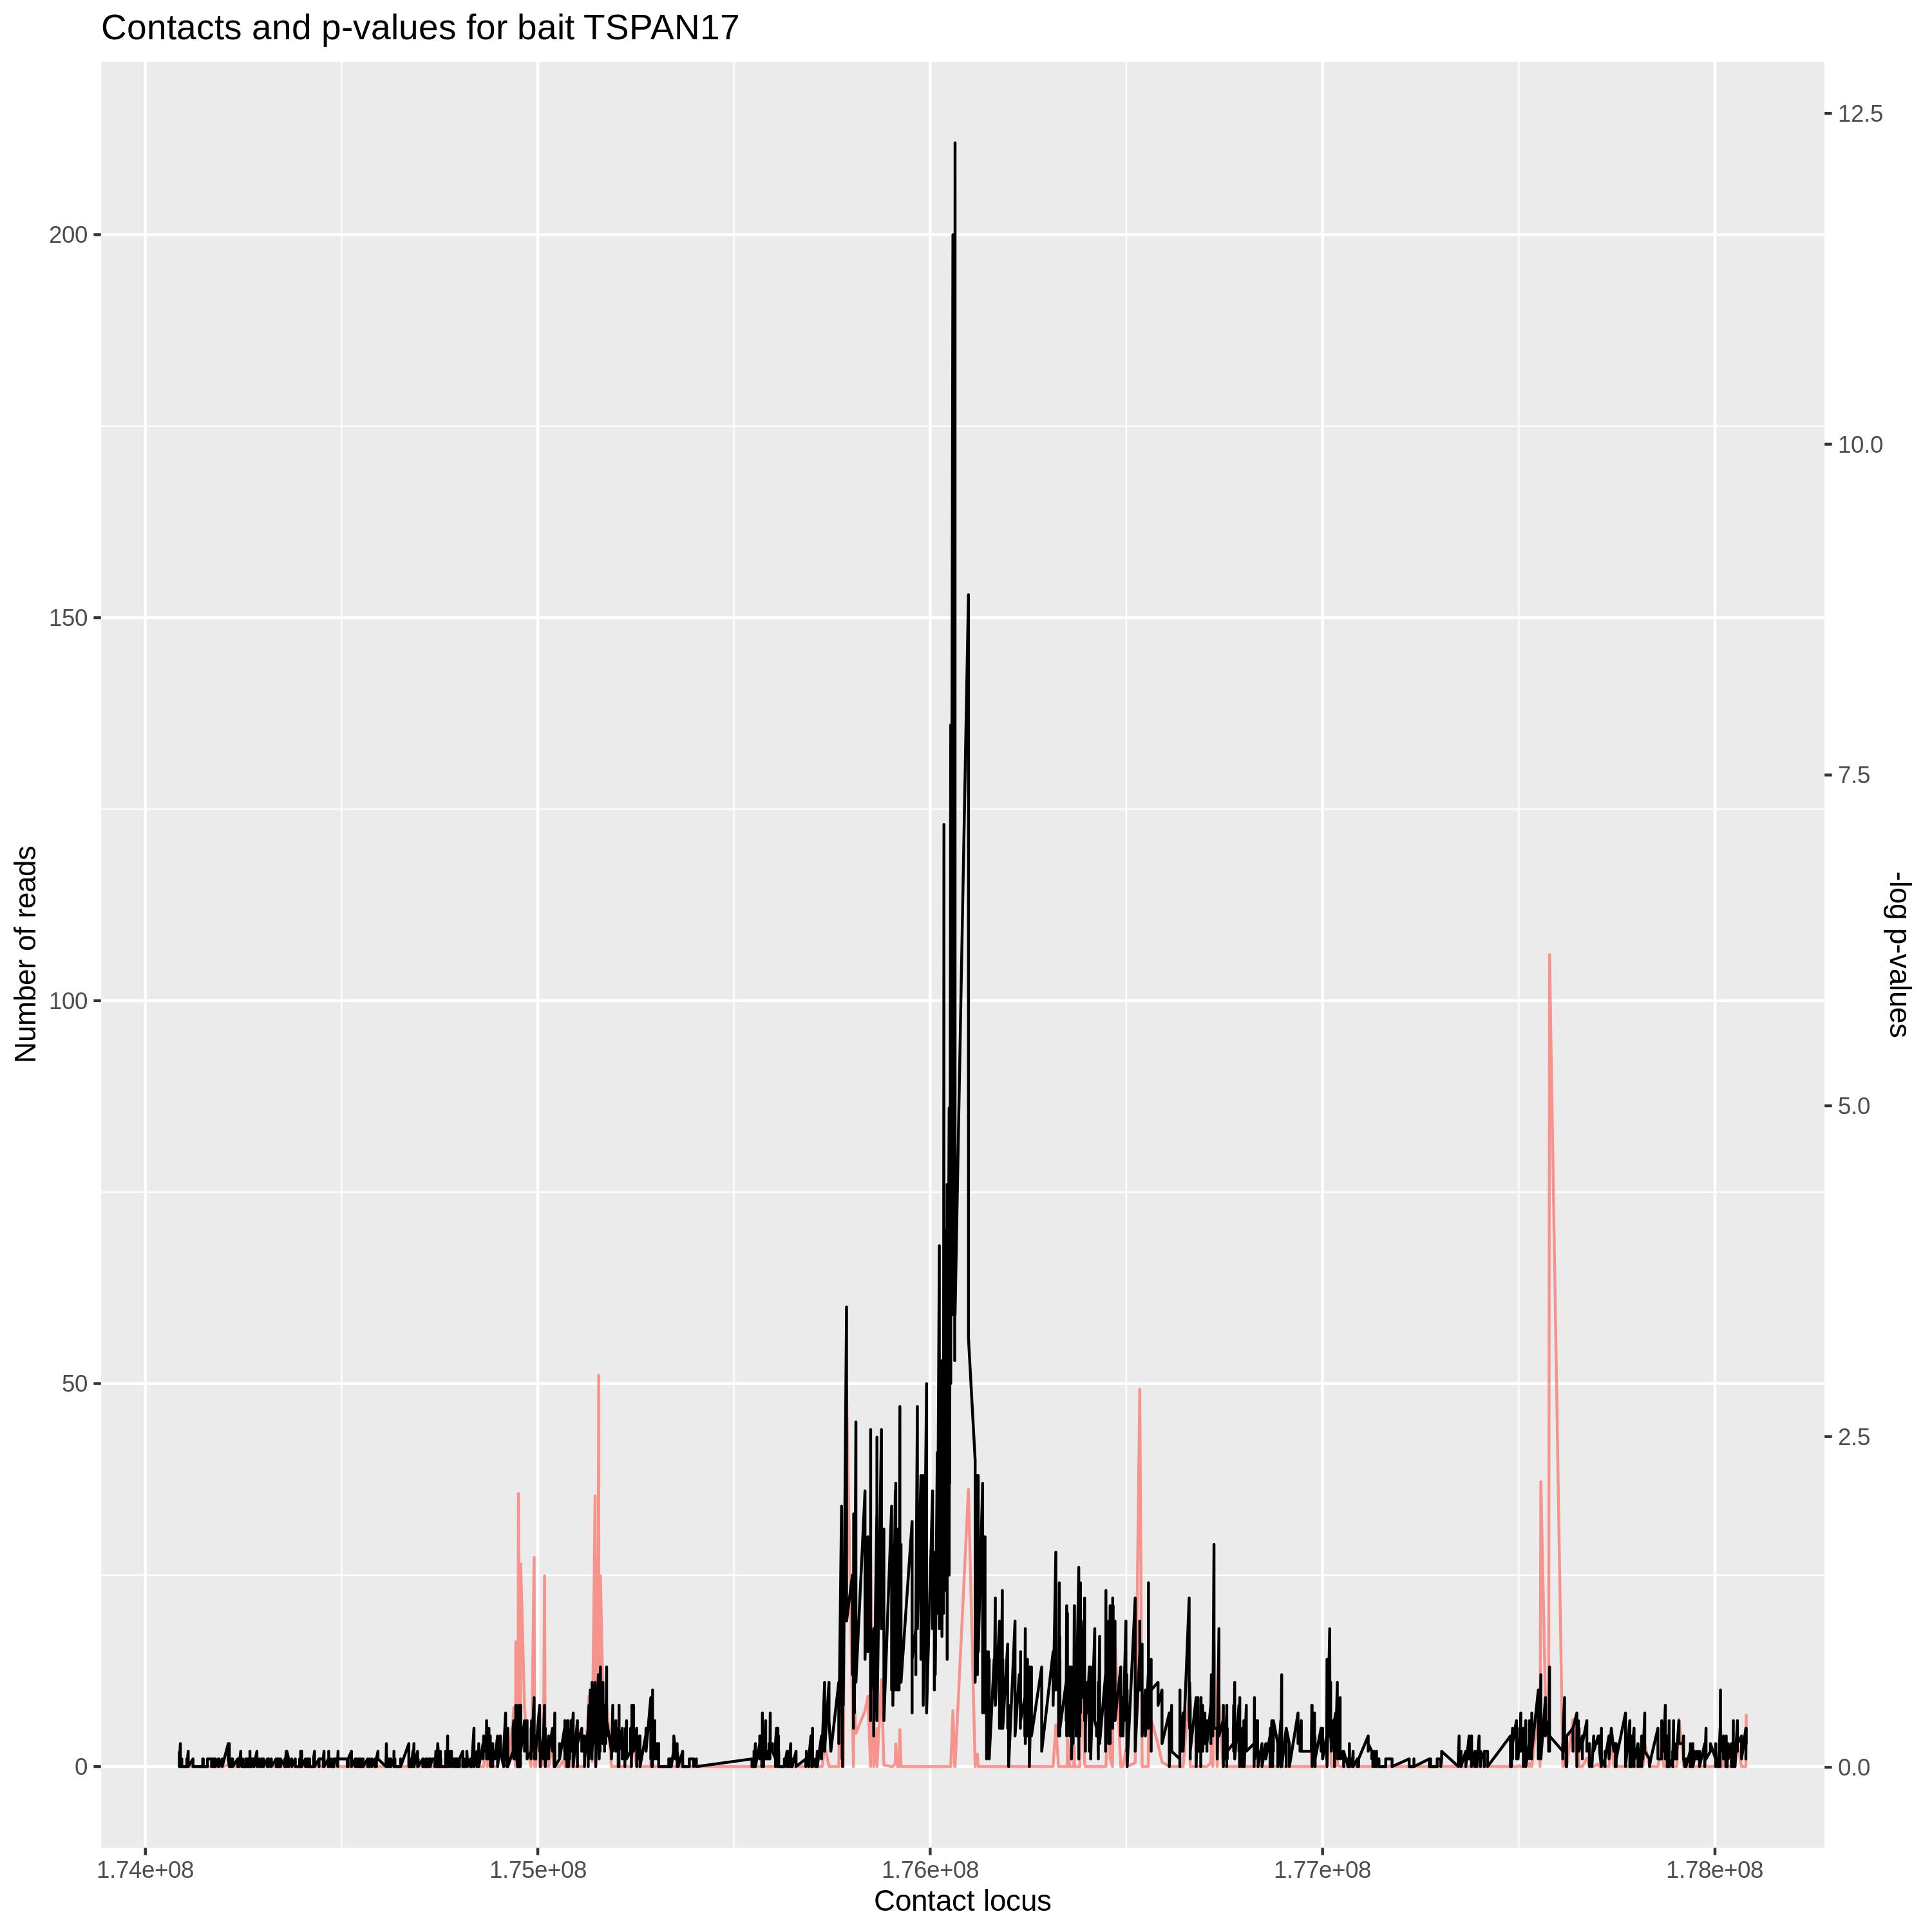 Contacts and p-values for bait TSPAN17
Number of reads
200
150
100
50
0
12.5
10.0
7.5
5.0
2.5
0.0
-log p-values
1.74e+08 1.75e+08 1.76e+08 1.77e+08 1.78e+08
Contact locus